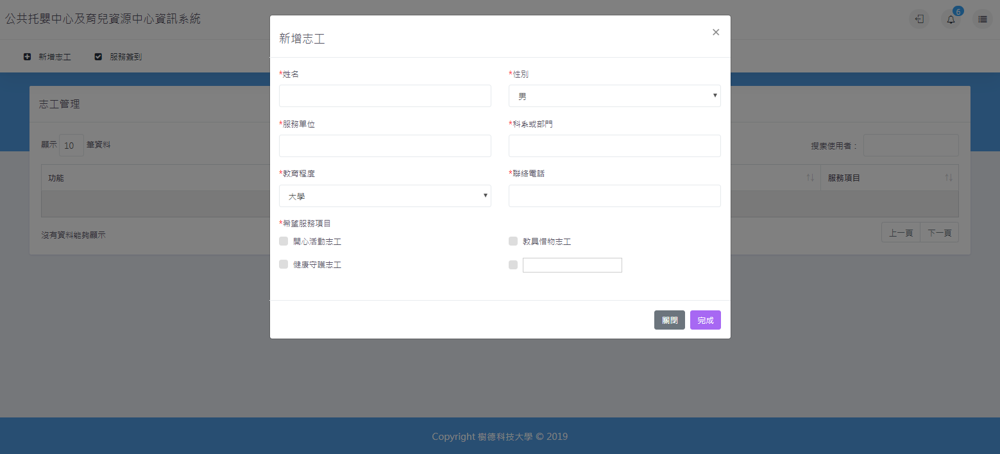 公共托嬰中心及育兒資源中心資訊系統
6
新增志工 服務簽到
志工管理
顯示 10 筆資料
搜索使用者：
功能
服務項目
沒有資料能夠顯示
上一頁 下一頁
新增志工
×
*姓名 *性別
男
*服務單位 *科系或部門
*教育程度 *聯絡電話
大學
*希望服務項目
開心活動志工 教具惜物志工
健康守護志工
關閉 完成
Copyright 樹德科技大學 © 2019